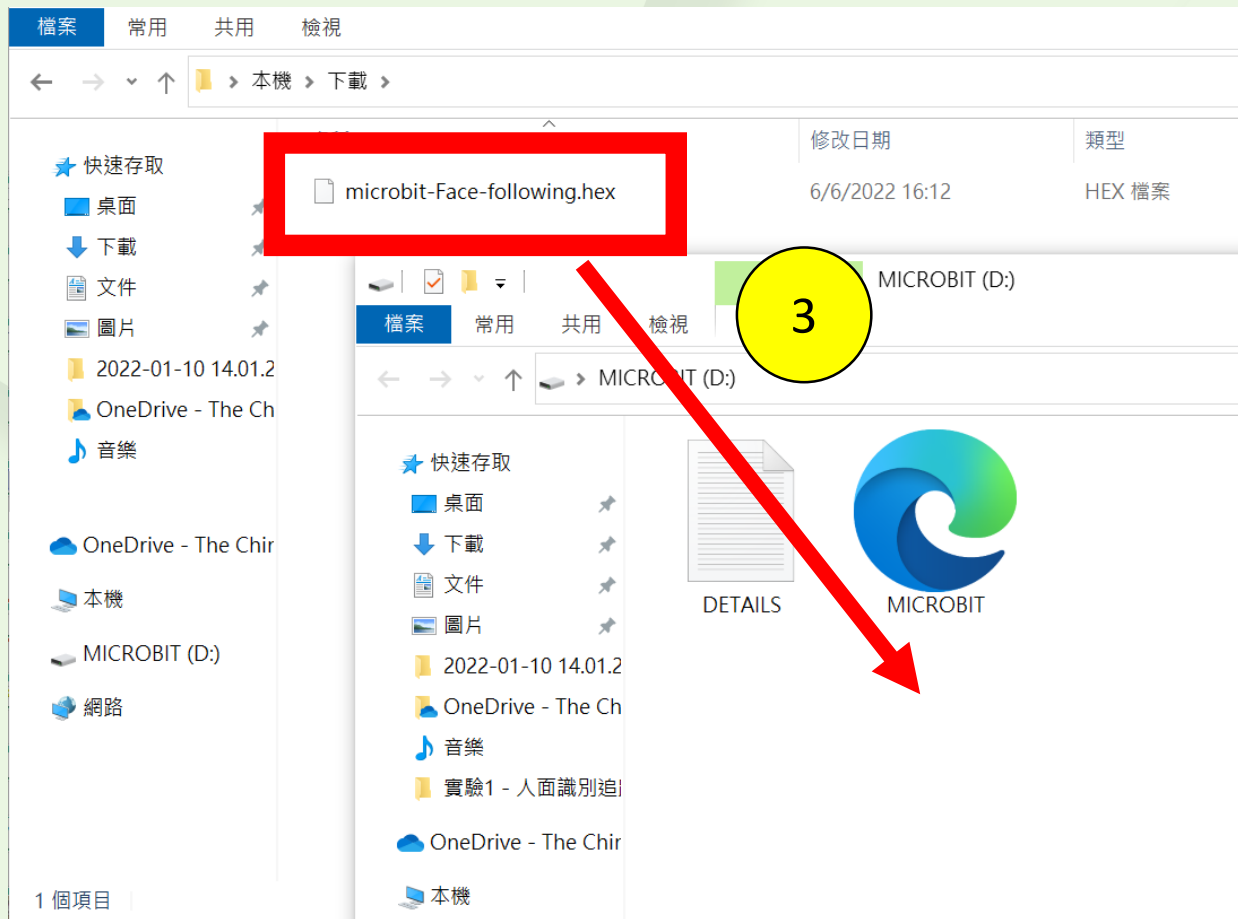 檔案 常用 共用 檢視
本機 下載
修改日期 類型
快速存取
microbit-Face-following.hex 6/6/2022 16:12 HEX 檔案
桌面
下載
文件
圖片
2022-01-10 14.01.2
OneDrive - The Ch
音樂
OneDrive - The Chir
本機
MICROBIT (D:)
網路
1 個項目
3
MICROBIT (D:)
檔案 常用 共用 檢視
MICROBIT (D:)
快速存取
桌面
下載
文件
圖片
2022-01-10 14.01.2
OneDrive - The Ch
音樂
實驗1 - 人面識別追
OneDrive - The Chir
本機
DETAILS MICROBIT